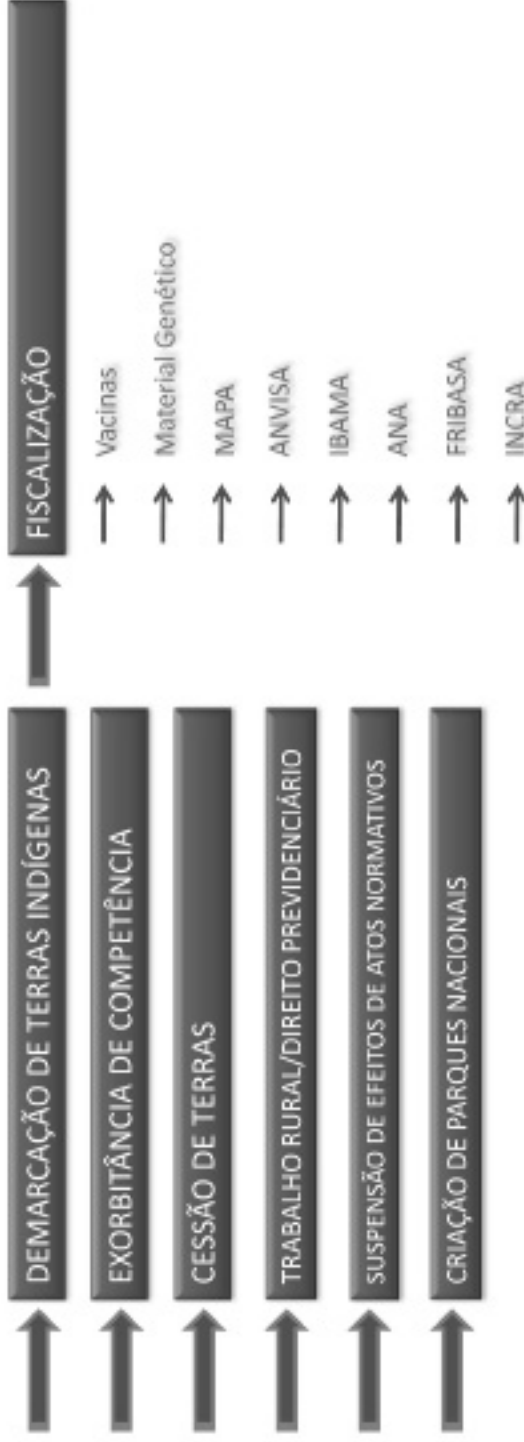 DEMARCAÇÃO DE TERRAS INDÍGENAS
EXORBITÂNCIA DE COMPETÊNCIA
CESSÃO DE TERRAS
TRABALHO RURAL/DIREITO PREVIDENCIÁRIO
SUSPENSÃO DE EFEITOS DE ATOS NORMATIVOS
CRIAÇÃO DE PARQUES NACIONAIS
FISCALIZAÇÃO
Vacinas
Material Genético
MAPA
ANVISA
IBAMA
ANA
FRIBASA
INCRA